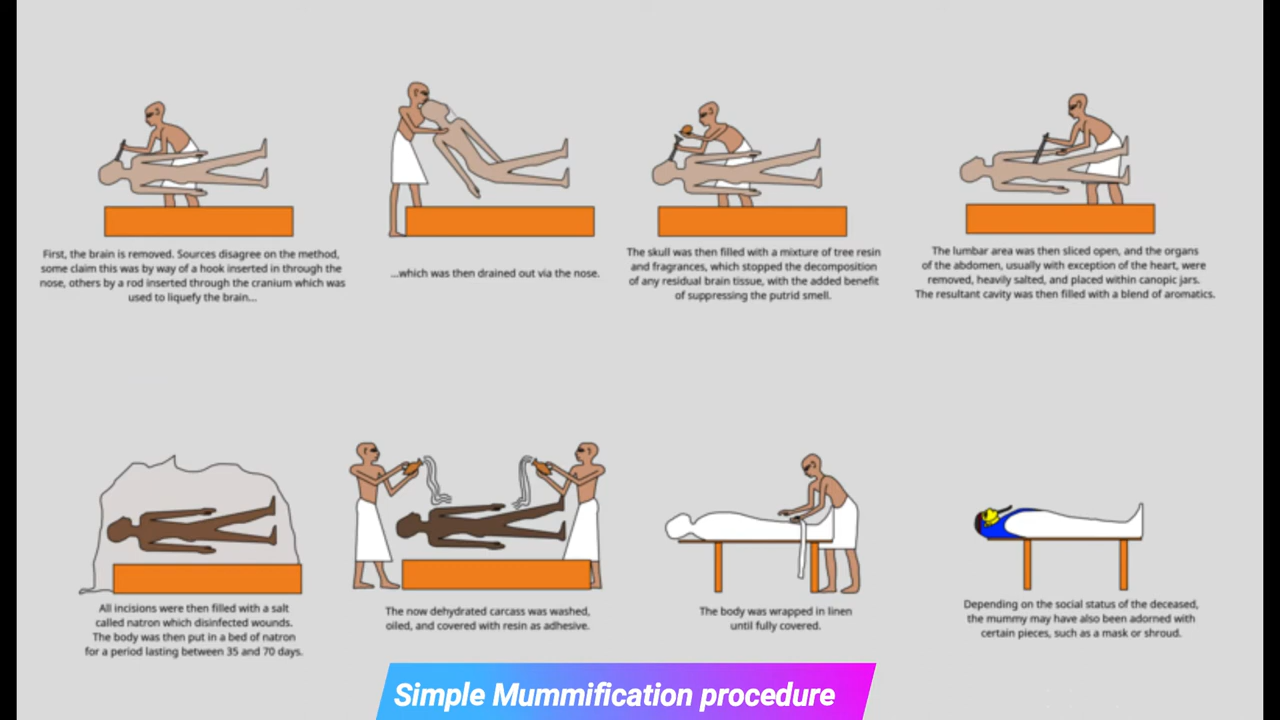 First, the brain is removed. Sources disagree on the method,
some claim this was by way of a hook inserted in through the
nose, others by a rod inserted through the cranium which was
used to liquefy the brain...
...which was then drained out via the nose.
The skull was then filled with a mixture of tree resin
and fragrances, which stopped the decomposition
of any residual brain tissue, with the added benefit
of suppressing the putrid smell.
The lumbar area was then sliced open, and the organs
of the abdomen, usually with exception of the heart, were
removed, heavily salted, and placed within canopic jars.
The resultant cavity was then filled with a blend of aromatics.
All incisions were then filled with a salt
called natron which disinfected wounds.
The body was then put in a bed of natron
for a period lasting between 35 and 70 days.
The now dehydrated carcass was washed,
oiled, and covered with resin as adhesive.
The body was wrapped in linen
until fully covered.
Depending on the social status of the deceased,
the mummy may have also been adorned with
certain pieces, such as a mask or shroud.
Simple Mummification procedure